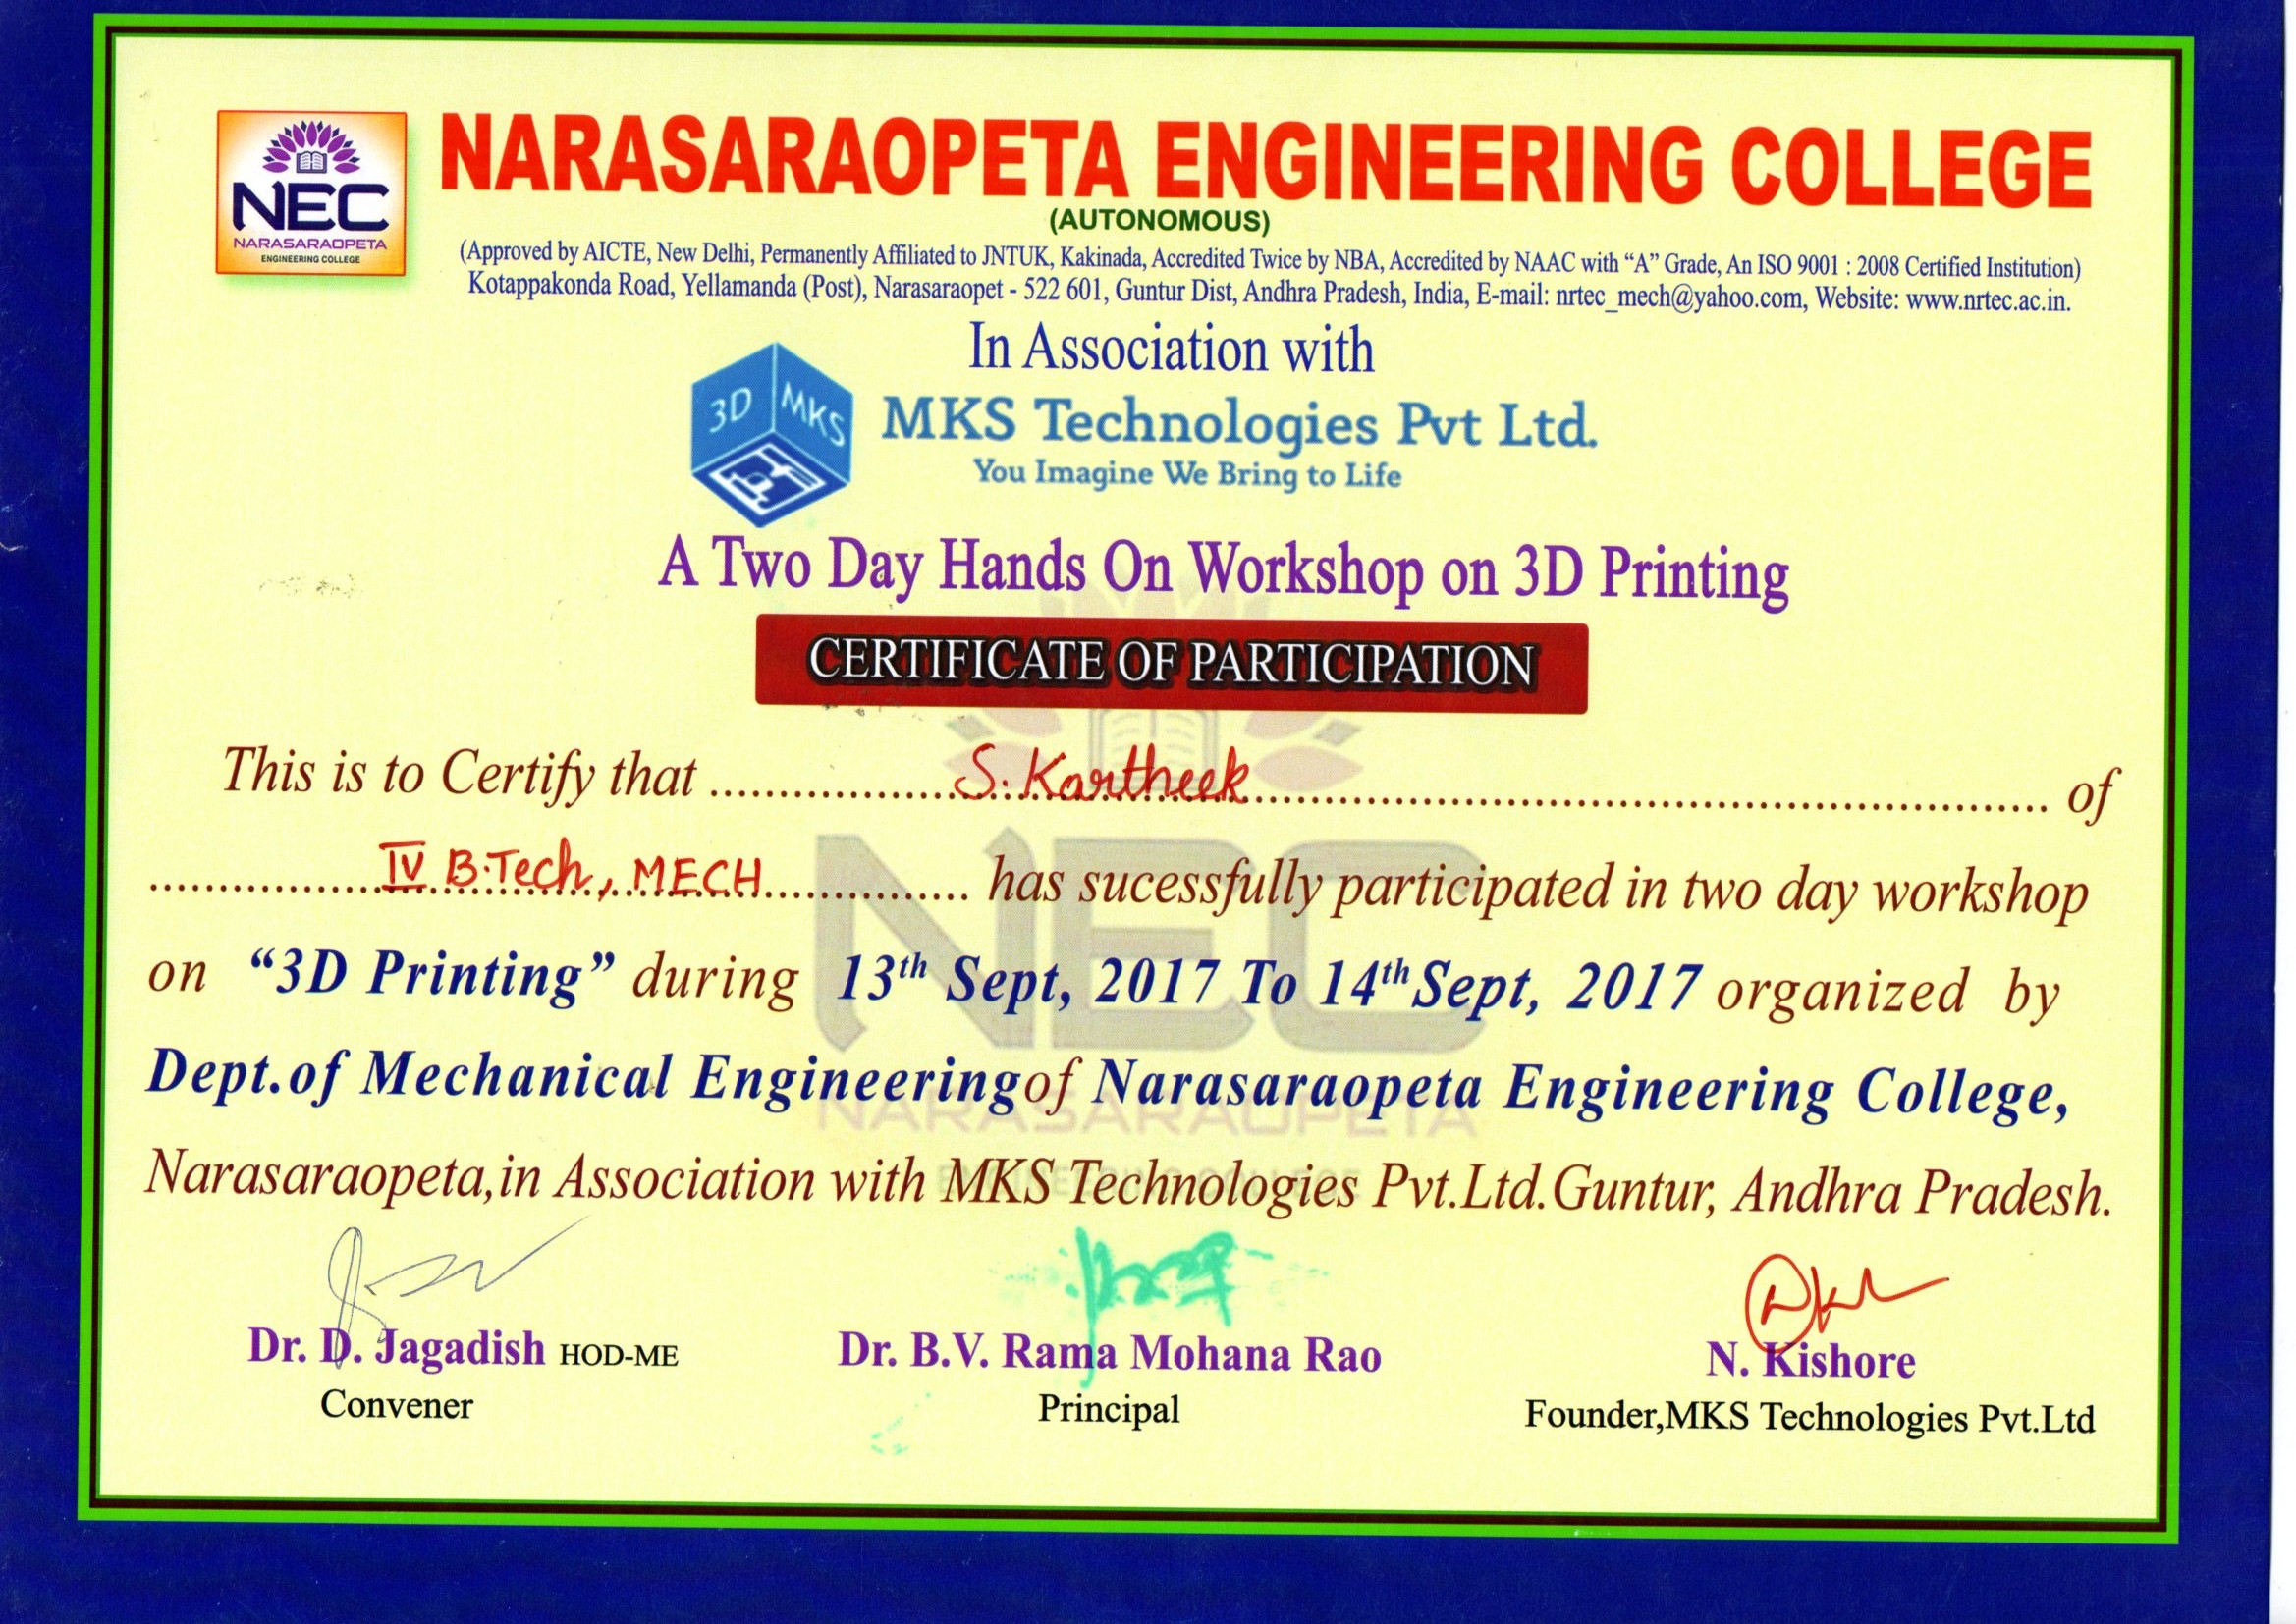 NEC
NARASARAOPETA
ENGINEERING COLLEGE
NARASARAOPETA ENGINEERING COLLEGE
(AUTONOMOUS)
(Approved by AICTE, New Delhi, Permanently Affiliated to JNTUK, Kakinada, Accredited Twice by NBA, Accredited by NAAC with “A” Grade, An ISO 9001 : 2008 Certified Institution)
Kotappakonda Road, Yellamanda (Post), Narasaraopet - 522 601, Guntur Dist, Andhra Pradesh, India, E-mail: nrtec_mech@yahoo.com, Website: www.nrtec.ac.in.
In Association with
3D MKS
MKS Technologies Pvt Ltd.
You Imagine We Bring to Life
A Two Day Hands On Workshop on 3D Printing
CERTIFICATE OF PARTICIPATION
This is to Certify that S. Kartheek of
IV B.Tech, MECH has sucessfully participated in two day workshop
on “3D Printing” during 13th Sept, 2017 To 14th Sept, 2017 organized by
Dept.of Mechanical Engineering of Narasaraopeta Engineering College,
Narasaraopeta,in Association with MKS Technologies Pvt.Ltd.Guntur, Andhra Pradesh.
NEC
NARASARAOPETA
ENGINEERING COLLEGE
Dr. D. Jagadish HOD-ME
Convener
Dr. B.V. Rama Mohana Rao
Principal
N. Kishore
Founder,MKS Technologies Pvt.Ltd